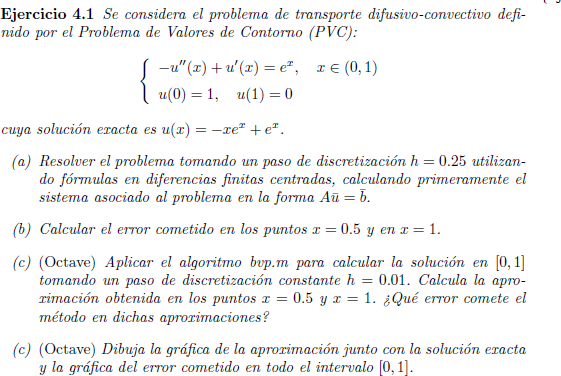 Ejercicio 4.1 Se considera el problema de transporte difusivo-convectivo defi-
nido por el Problema de Valores de Contorno (PVC):
{ −u″(x) + u′(x) = eˣ, x ∈ (0, 1)
u(0) = 1, u(1) = 0
cuya solución exacta es u(x) = −xeˣ + eˣ.
(a) Resolver el problema tomando un paso de discretización h = 0.25 utilizan-
do fórmulas en diferencias finitas centradas, calculando primeramente el
sistema asociado al problema en la forma Aū = b̄.
(b) Calcular el error cometido en los puntos x = 0.5 y en x = 1.
(c) (Octave) Aplicar el algoritmo bvp.m para calcular la solución en [0, 1]
tomando un paso de discretización constante h = 0.01. Calcula la apro-
ximación obtenida en los puntos x = 0.5 y x = 1. ¿Qué error comete el
método en dichas aproximaciones?
(c) (Octave) Dibuja la gráfica de la aproximación junto con la solución exacta
y la gráfica del error cometido en todo el intervalo [0, 1].